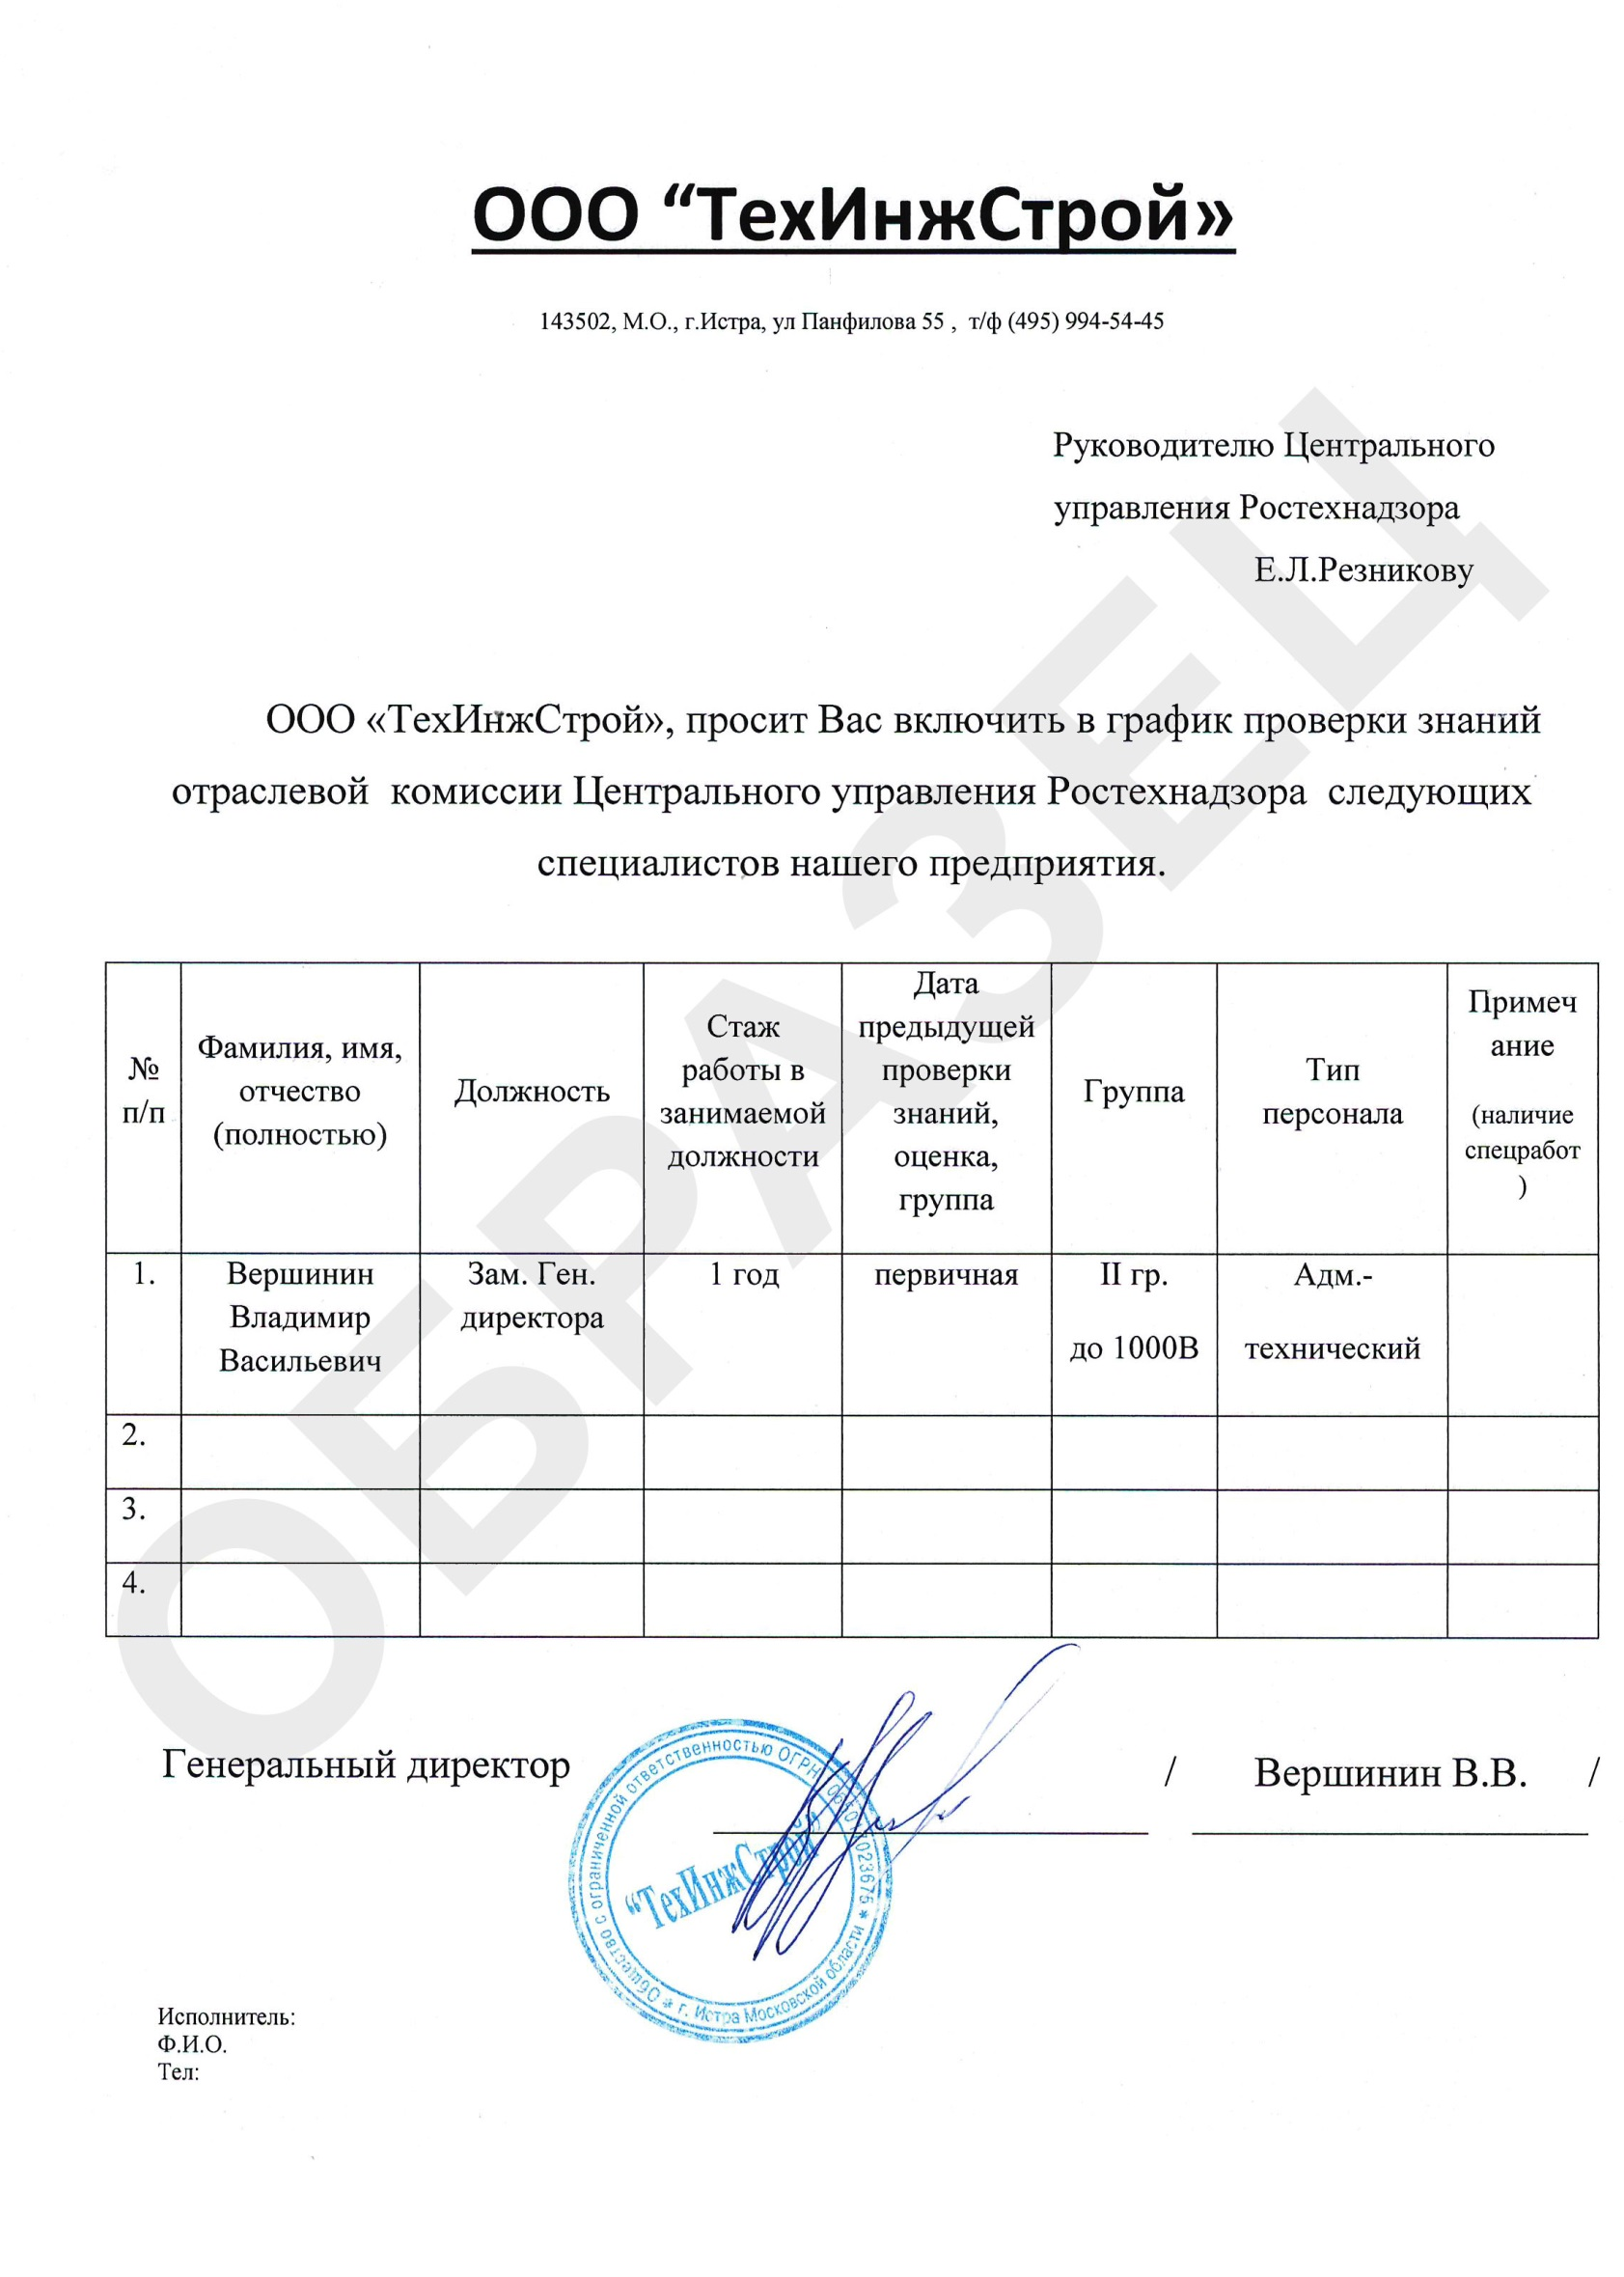 ООО “ТехИнжСтрой»
143502, М.О., г.Истра, ул Панфилова 55 , т/ф (495) 994-54-45
Руководителю Центрального
управления Ростехнадзора
Е.Л.Резникову
ООО «ТехИнжСтрой», просит Вас включить в график проверки знаний
отраслевой комиссии Центрального управления Ростехнадзора следующих
специалистов нашего предприятия.
№
п/п
Фамилия, имя,
отчество
(полностью)
Должность
Стаж
работы в
занимаемой
должности
Дата
предыдущей
проверки
знаний,
оценка,
группа
Группа
Тип
персонала
Примеч
ание
(наличие
спецработ
)
1.
Вершинин
Владимир
Васильевич
Зам. Ген.
директора
1 год
первичная
II гр.
до 1000В
Адм.-
технический
2.
3.
4.
ОБРАЗЕЦ
Генеральный директор
/ Вершинин В.В. /
Общество с ограниченной ответственностью ОГРН
* г. Истра Московской области *
“ТехИнжСтрой”
Исполнитель:
Ф.И.О.
Тел: